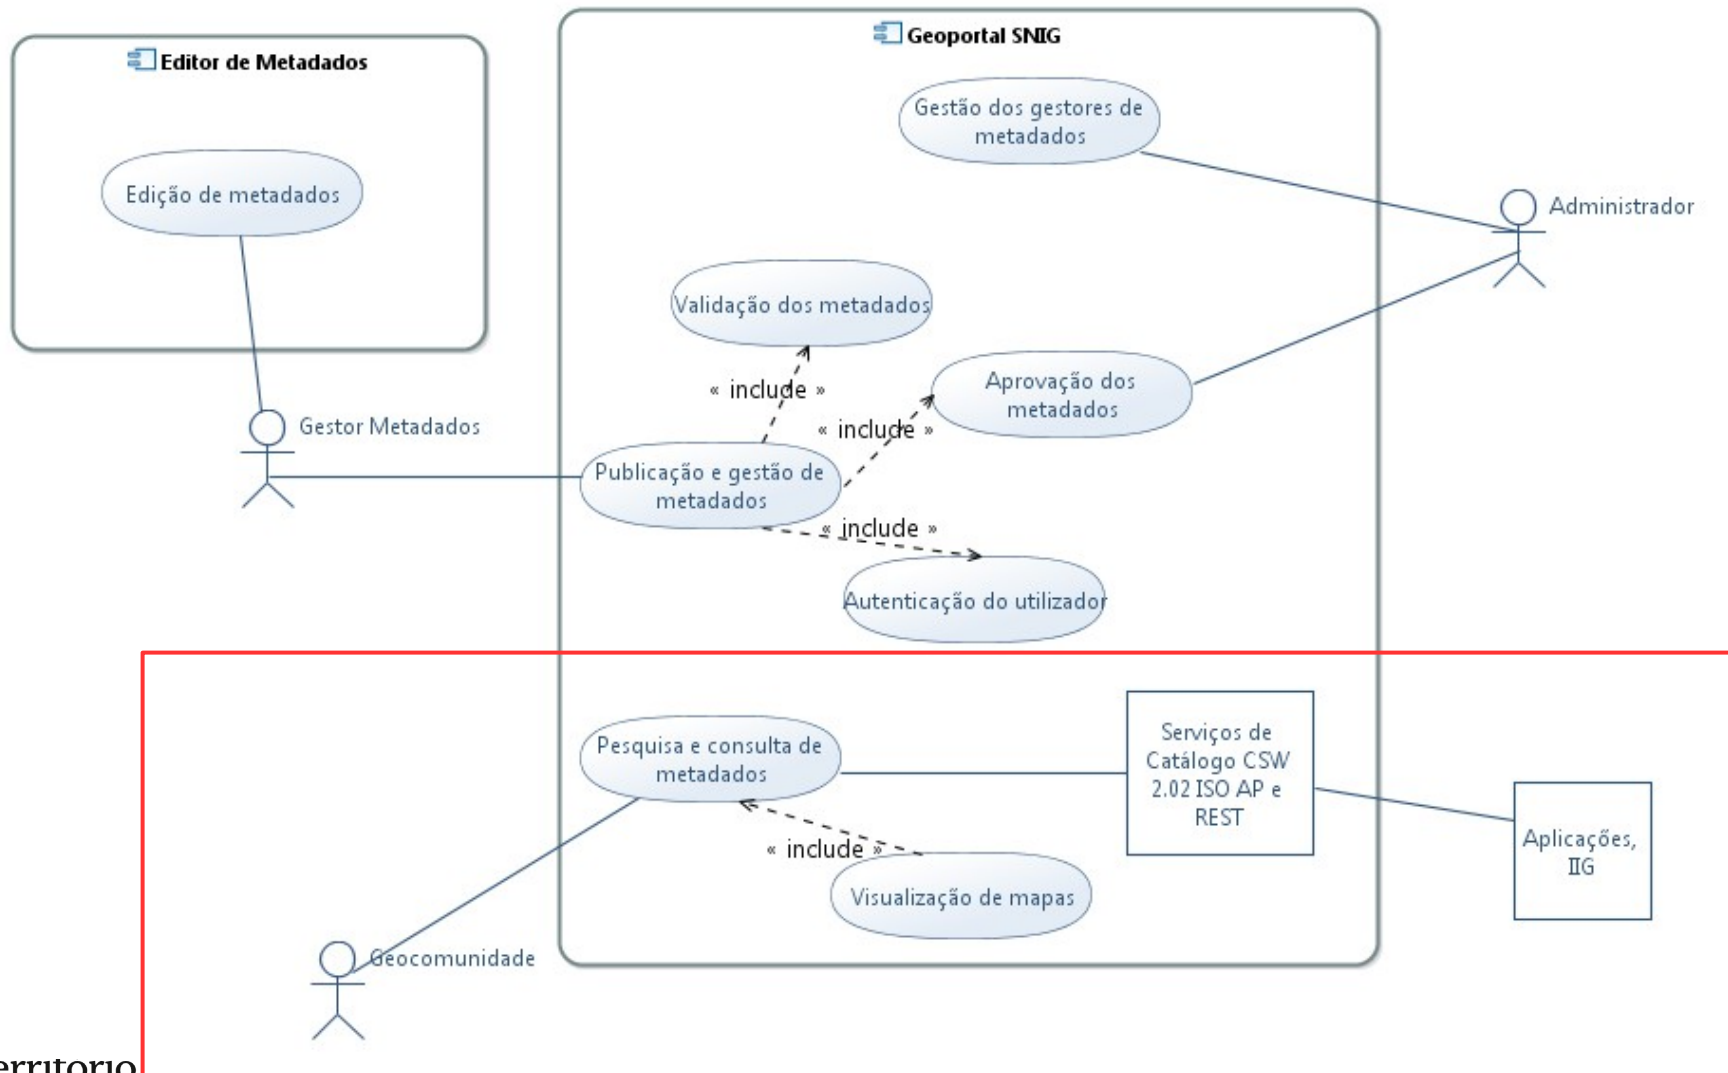 Editor de Metadados
Geoportal SNIG
Gestão dos gestores de
metadados
Edição de metadados
Administrador
Validação dos metadados
« include »
Aprovação dos
metadados
Gestor Metadados
« include »
Publicação e gestão de
metadados
« include »
Autenticação do utilizador
Pesquisa e consulta de
metadados
Serviços de
Catálogo CSW
2.02 ISO AP e
REST
Aplicações,
IIG
« include »
Visualização de mapas
Geocomunidade